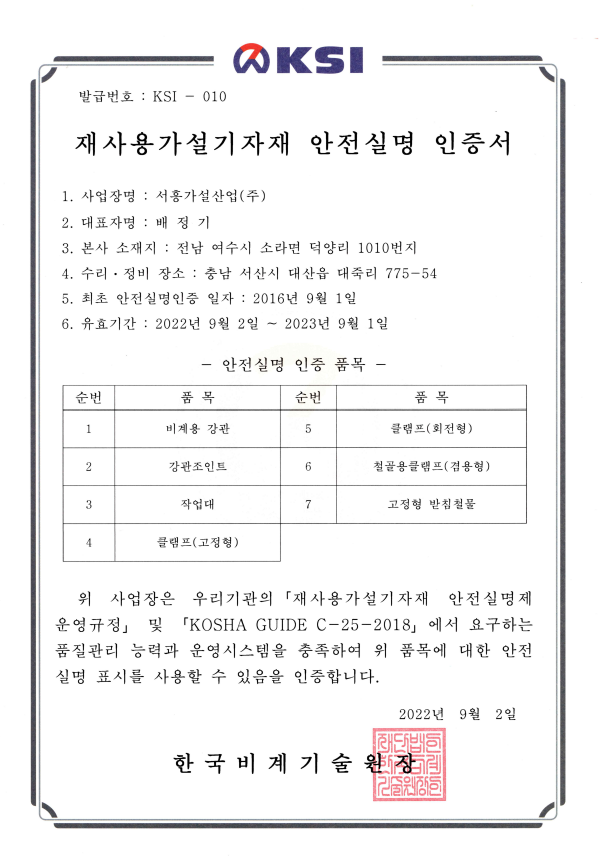 KSI
발급번호 : KSI - 010
재사용가설기자재 안전실명 인증서
1. 사업장명 : 서흥가설산업(주)
2. 대표자명 : 배 정 기
3. 본사 소재지 : 전남 여수시 소라면 덕양리 1010번지
4. 수리·정비 장소 : 충남 서산시 대산읍 대죽리 775-54
5. 최초 안전실명인증 일자 : 2016년 9월 1일
6. 유효기간 : 2022년 9월 2일 ~ 2023년 9월 1일
- 안전실명 인증 품목 -
순번 품 목 순번 품 목
1 비계용 강관 5 클램프(회전형)
2 강관조인트 6 철골용클램프(겸용형)
3 작업대 7 고정형 받침철물
4 클램프(고정형)
위 사업장은 우리기관의「재사용가설기자재 안전실명제
운영규정」 및 「KOSHA GUIDE C-25-2018」에서 요구하는
품질관리 능력과 운영시스템을 충족하여 위 품목에 대한 안전
실명 표시를 사용할 수 있음을 인증합니다.
2022년 9월 2일
한국비계기술원장